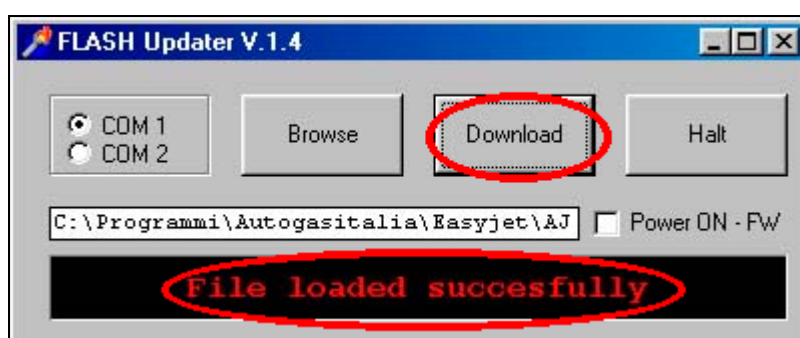 FLASH Updater V.1.4
COM 1
COM 2
Browse
Download
Halt
C:\Programmi\Autogasitalia\Easyjet\AJ
Power ON - FW
File loaded succesfully